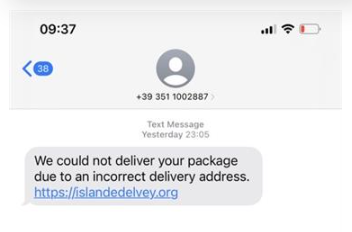 09:37
38
+39 351 1002887 >
Text Message
Yesterday 23:05
We could not deliver your package
due to an incorrect delivery address.
https://islandedelvey.org